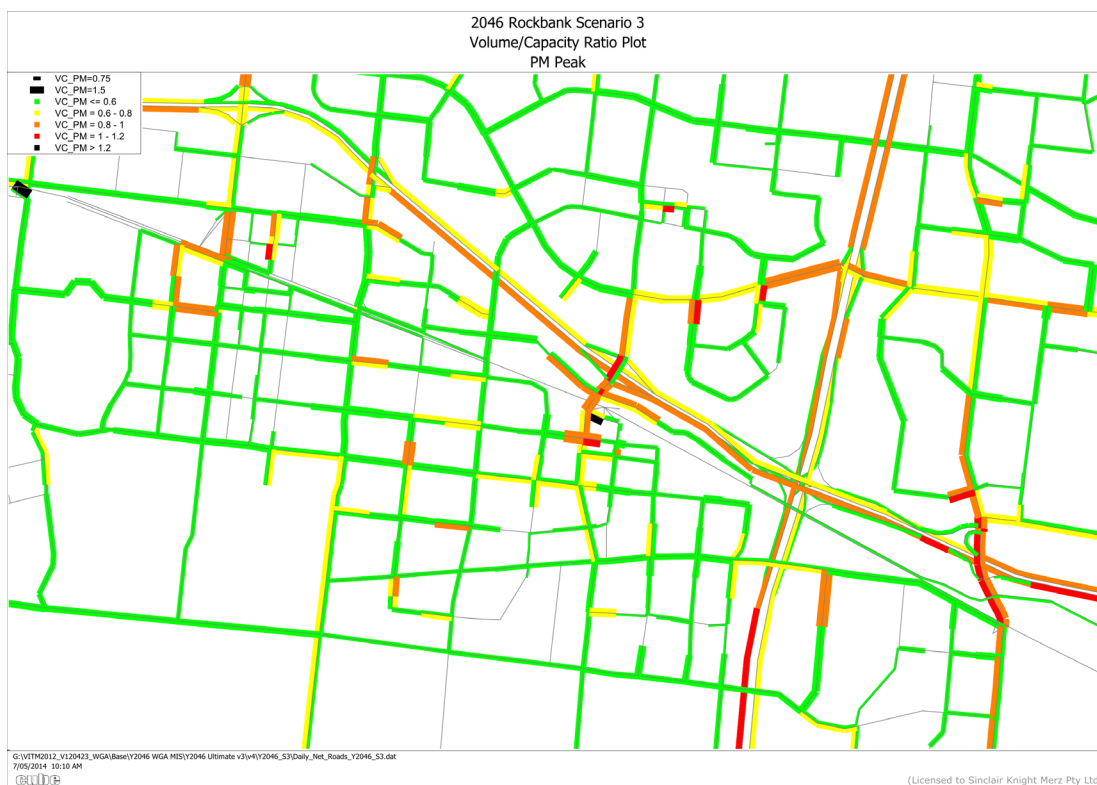 2046 Rockbank Scenario 3
Volume/Capacity Ratio Plot
PM Peak
VC_PM=0.75
VC_PM=1.5
VC_PM <= 0.6
VC_PM = 0.6 - 0.8
VC_PM = 0.8 - 1
VC_PM = 1 - 1.2
VC_PM > 1.2
G:\VITM2012_V120423_WGA\Base\Y2046 WGA MIS\Y2046 Ultimate v3\v4\Y2046_S3\Daily_Net_Roads_Y2046_S3.dat
7/05/2014 10:10 AM
cube
(Licensed to Sinclair Knight Merz Pty Ltd